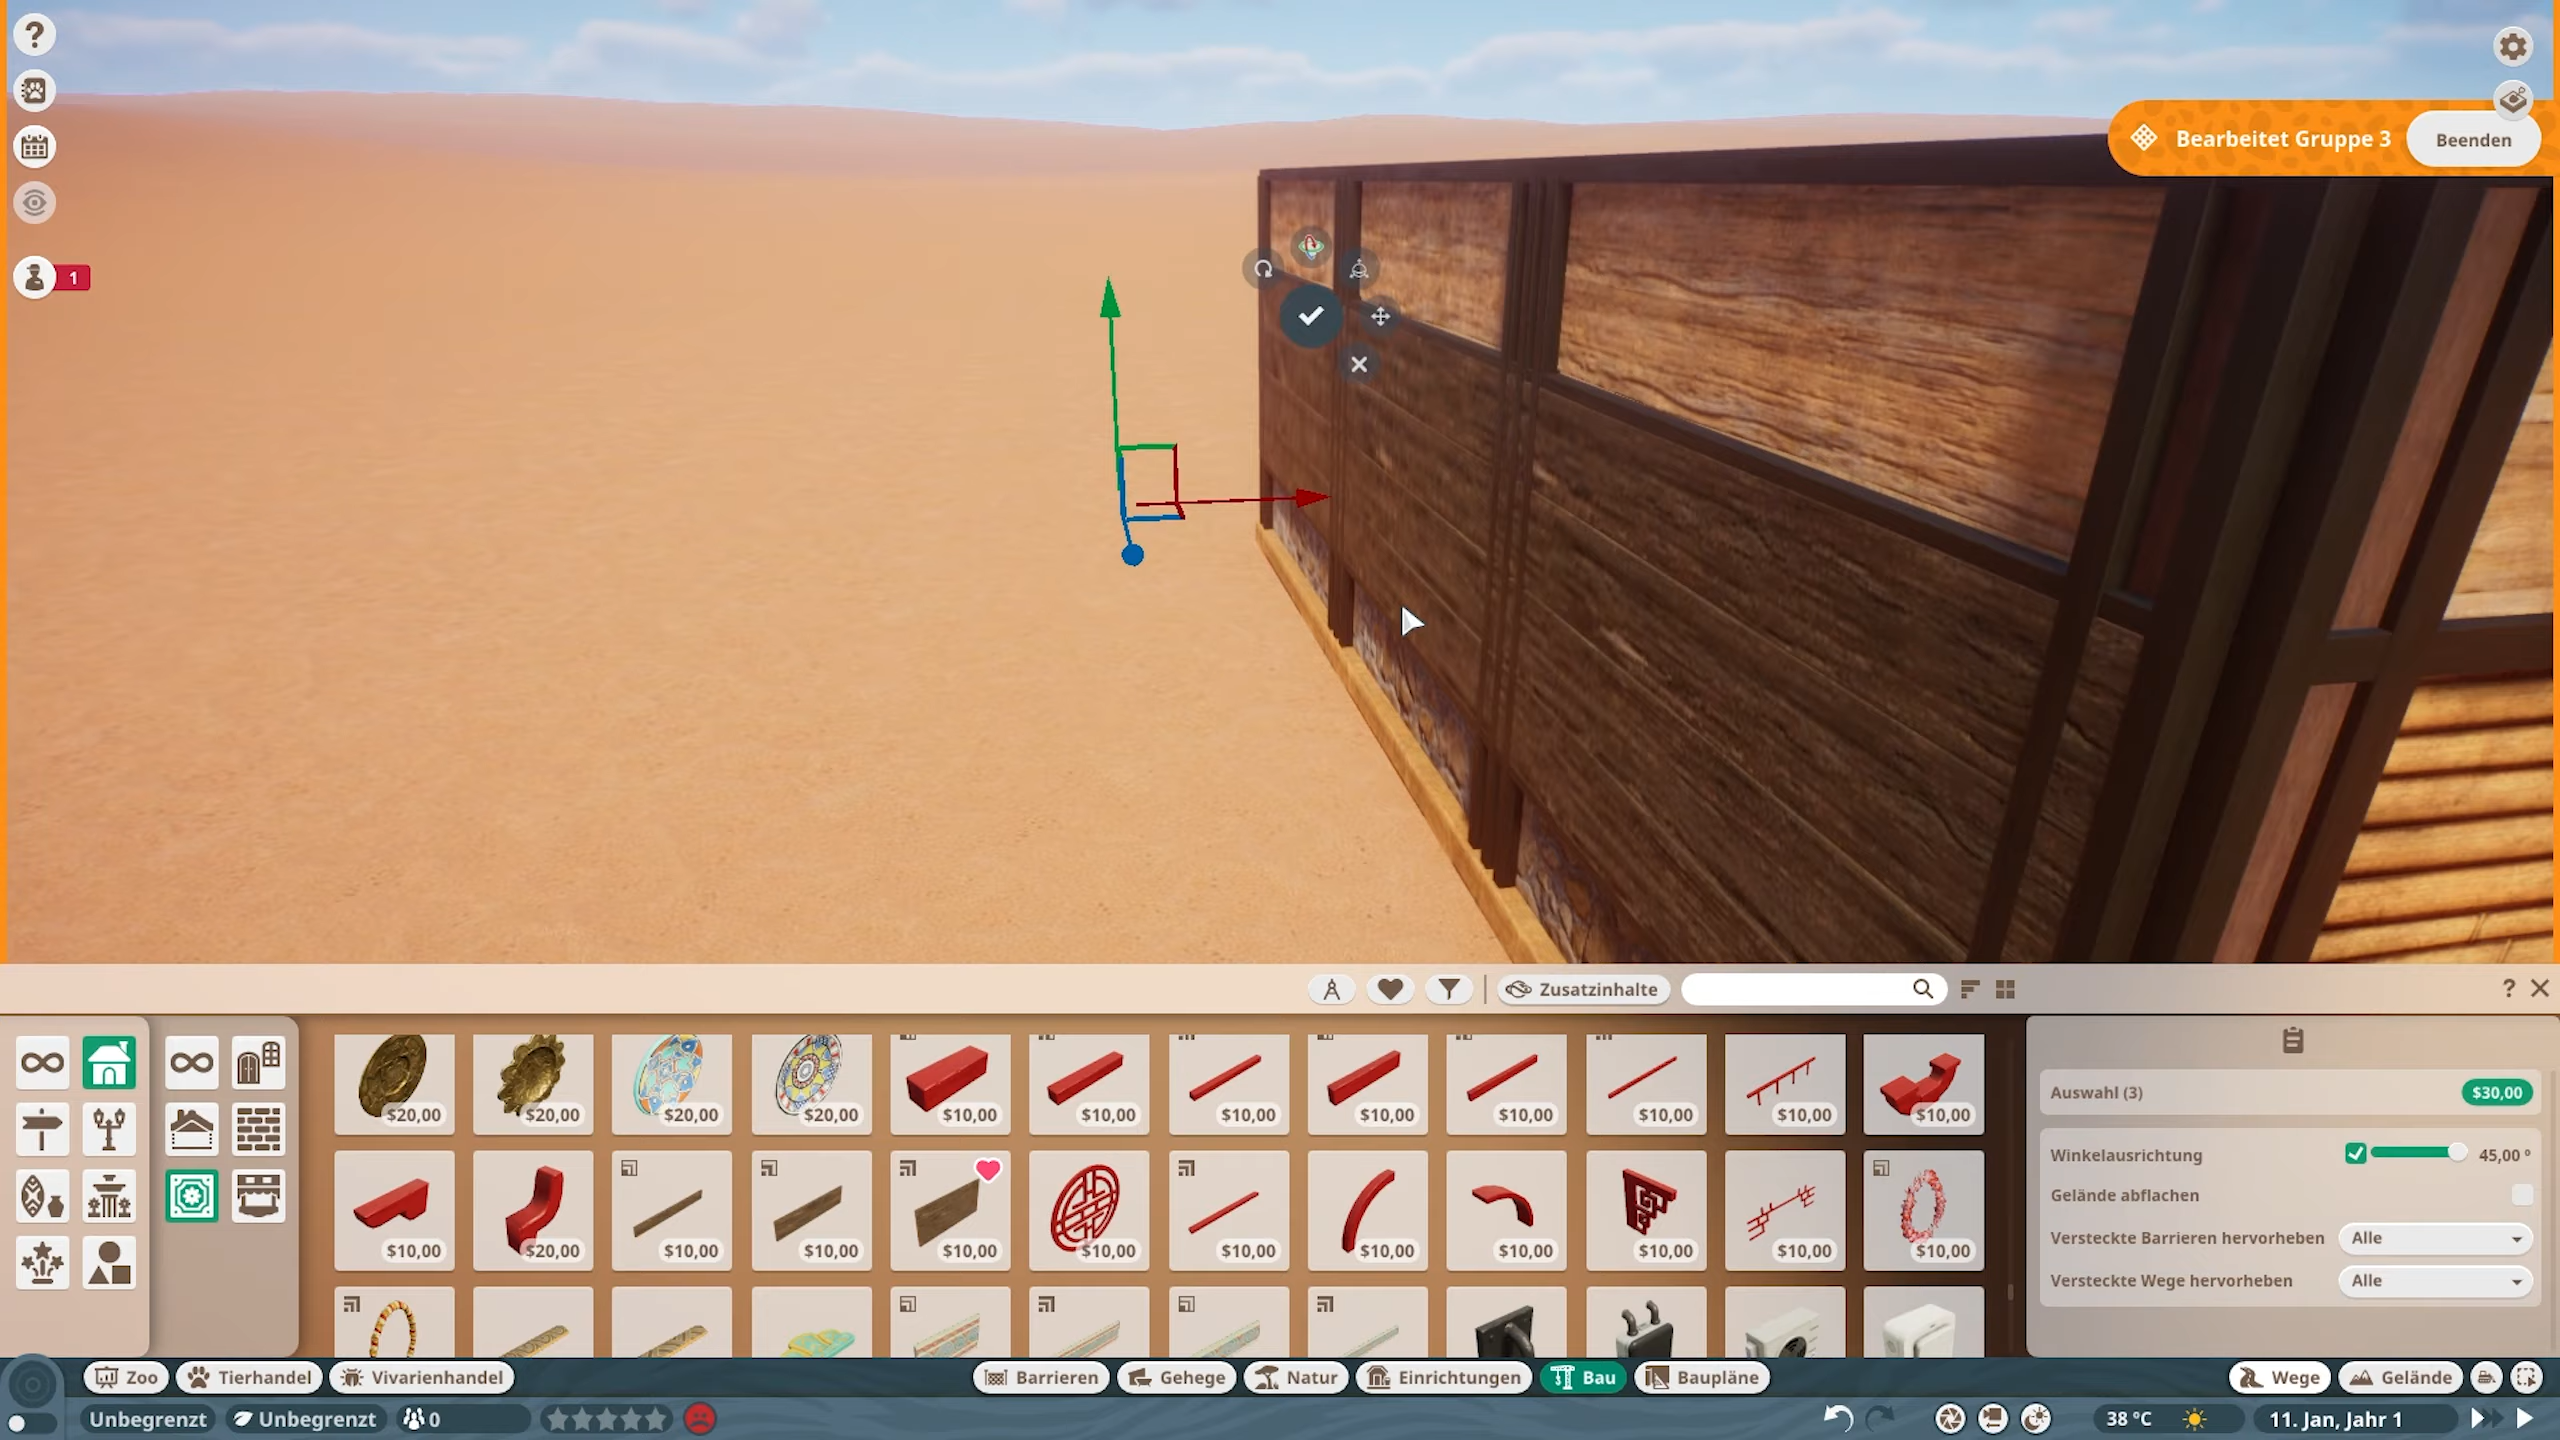 Bearbeitet Gruppe 3
Beenden
1
Zusatzinhalte
?
$20,00
$20,00
$20,00
$20,00
$10,00
$10,00
$10,00
$10,00
$10,00
$10,00
$10,00
$10,00
$10,00
$20,00
$10,00
$10,00
$10,00
$10,00
$10,00
$10,00
$10,00
$10,00
$10,00
$10,00
Auswahl (3)
$30,00
Winkelausrichtung
45,00 °
Gelände abflachen
Versteckte Barrieren hervorheben
Alle
Versteckte Wege hervorheben
Alle
Zoo
Tierhandel
Vivarienhandel
Barrieren
Gehege
Natur
Einrichtungen
Bau
Baupläne
Wege
Gelände
Unbegrenzt
Unbegrenzt
0
38 °C
11. Jan, Jahr 1